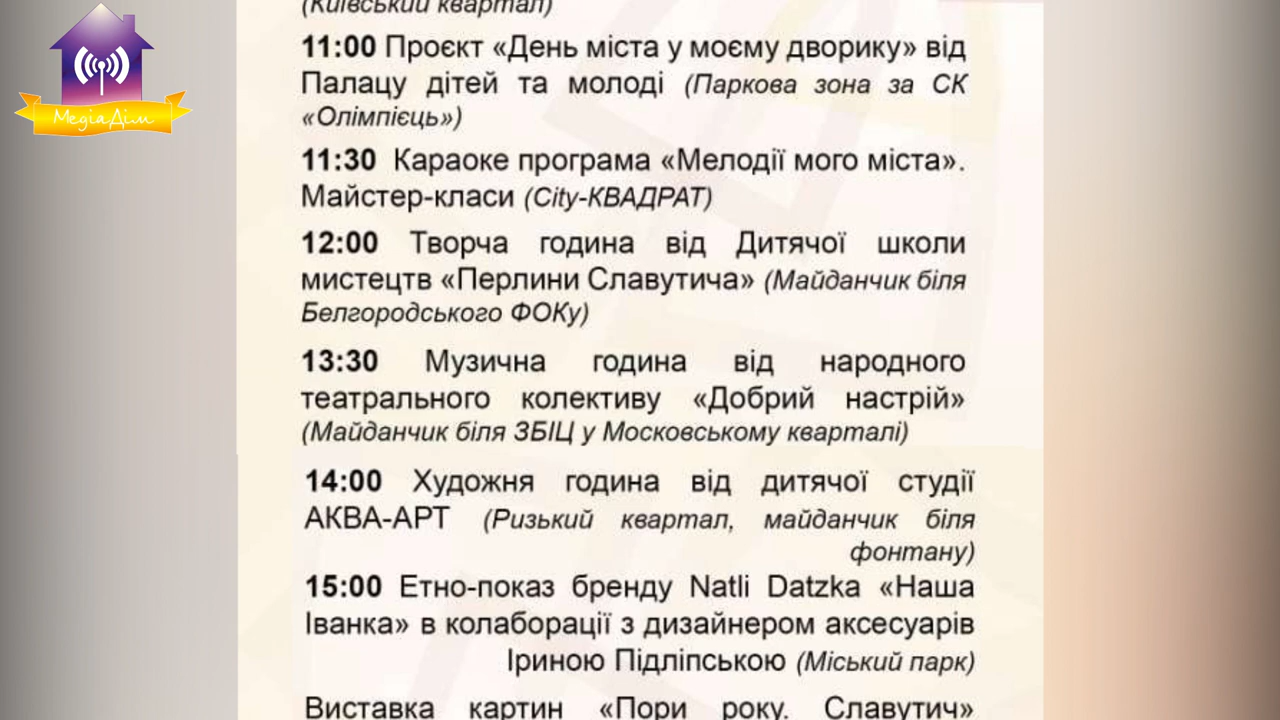 (Київський квартал)
МедіаДім
11:00 Проєкт «День міста у моєму дворику» від
Палацу дітей та молоді (Паркова зона за СК
«Олімпієць»)
11:30 Караоке програма «Мелодії мого міста».
Майстер-класи (City-КВАДРАТ)
12:00 Творча година від Дитячої школи
мистецтв «Перлини Славутича» (Майданчик біля
Белгородського ФОКу)
13:30 Музична година від народного
театрального колективу «Добрий настрій»
(Майданчик біля ЗБІЦ у Московському кварталі)
14:00 Художня година від дитячої студії
АКВА-АРТ (Ризький квартал, майданчик біля
фонтану)
15:00 Етно-показ бренду Natli Datzka «Наша
Іванка» в колаборації з дизайнером аксесуарів
Іриною Підліпською (Міський парк)
Виставка картин «Пори року. Славутич»